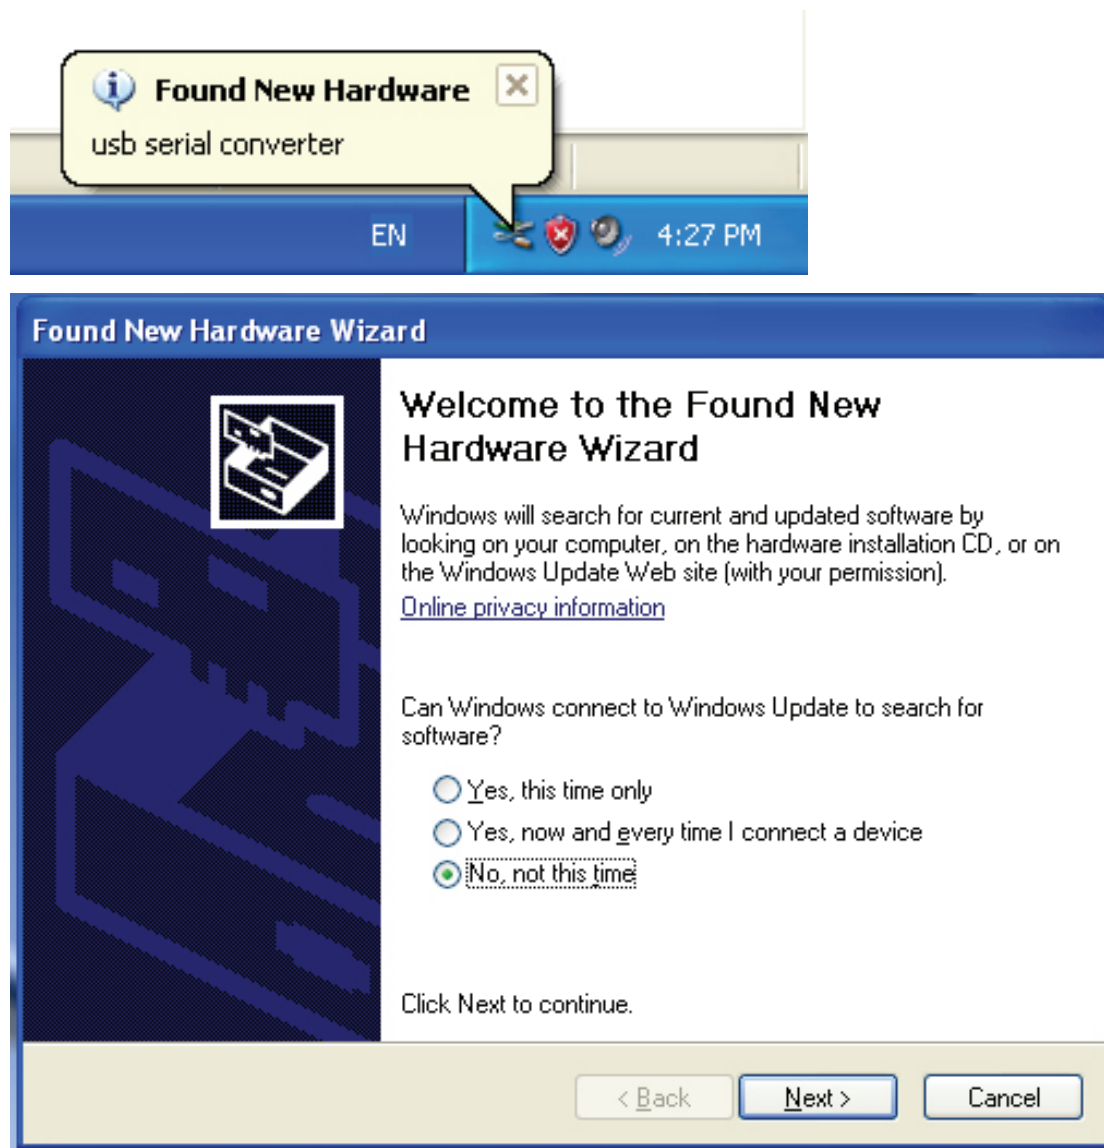 Found New Hardware
usb serial converter
EN
4:27 PM
Found New Hardware Wizard
Welcome to the Found New
Hardware Wizard
Windows will search for current and updated software by
looking on your computer, on the hardware installation CD, or on
the Windows Update Web site (with your permission).
Online privacy information
Can Windows connect to Windows Update to search for
software?
Yes, this time only
Yes, now and every time I connect a device
No, not this time
Click Next to continue.
< Back
Next >
Cancel